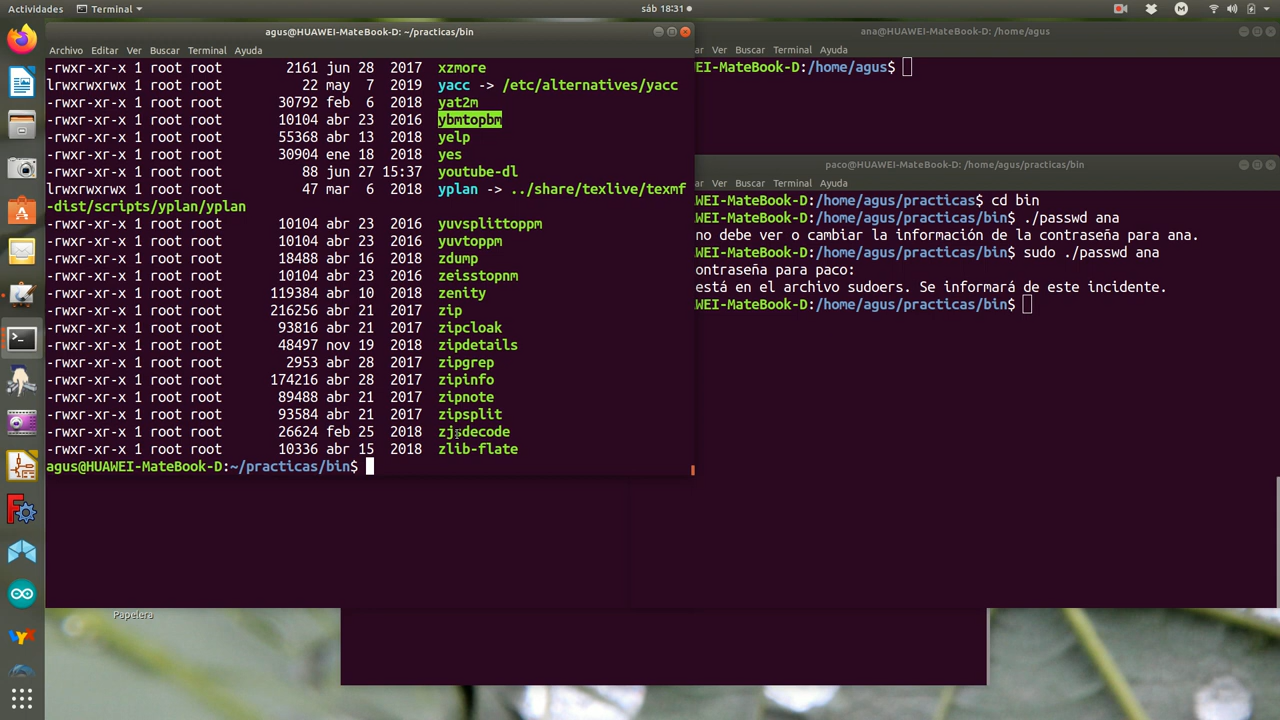 Actividades
Terminal
sáb 18:31
agus@HUAWEI-MateBook-D: ~/practicas/bin
Archivo Editar Ver Buscar Terminal Ayuda
-rwxr-xr-x 1 root root 2161 jun 28 2017 xzmore
lrwxrwxrwx 1 root root 22 may 7 2019 yacc -> /etc/alternatives/yacc
-rwxr-xr-x 1 root root 30792 feb 6 2018 yat2m
-rwxr-xr-x 1 root root 10104 abr 23 2016 ybmtopbm
-rwxr-xr-x 1 root root 55368 abr 13 2018 yelp
-rwxr-xr-x 1 root root 30904 ene 18 2018 yes
-rwxr-xr-x 1 root root 88 jun 27 15:37 youtube-dl
lrwxrwxrwx 1 root root 47 mar 6 2018 yplan -> ../share/texlive/texmf
-dist/scripts/yplan/yplan
-rwxr-xr-x 1 root root 10104 abr 23 2016 yuvsplittoppm
-rwxr-xr-x 1 root root 10104 abr 23 2016 yuvtoppm
-rwxr-xr-x 1 root root 18488 abr 16 2018 zdump
-rwxr-xr-x 1 root root 10104 abr 23 2016 zeisstopnm
-rwxr-xr-x 1 root root 119384 abr 10 2018 zenity
-rwxr-xr-x 1 root root 216256 abr 21 2017 zip
-rwxr-xr-x 1 root root 93816 abr 21 2017 zipcloak
-rwxr-xr-x 1 root root 48497 nov 19 2018 zipdetails
-rwxr-xr-x 1 root root 2953 abr 28 2017 zipgrep
-rwxr-xr-x 1 root root 174216 abr 28 2017 zipinfo
-rwxr-xr-x 1 root root 89488 abr 21 2017 zipnote
-rwxr-xr-x 1 root root 93584 abr 21 2017 zipsplit
-rwxr-xr-x 1 root root 26624 feb 25 2018 zjsdecode
-rwxr-xr-x 1 root root 10336 abr 15 2018 zlib-flate
agus@HUAWEI-MateBook-D:~/practicas/bin$
ana@HUAWEI-MateBook-D: /home/agus
ar Ver Buscar Terminal Ayuda
WEI-MateBook-D:/home/agus$
paco@HUAWEI-MateBook-D: /home/agus/practicas/bin
ar Ver Buscar Terminal Ayuda
WEI-MateBook-D:/home/agus/practicas$ cd bin
WEI-MateBook-D:/home/agus/practicas/bin$ ./passwd ana
no debe ver o cambiar la información de la contraseña para ana.
WEI-MateBook-D:/home/agus/practicas/bin$ sudo ./passwd ana
ontraseña para paco:
está en el archivo sudoers. Se informará de este incidente.
WEI-MateBook-D:/home/agus/practicas/bin$
Papelera